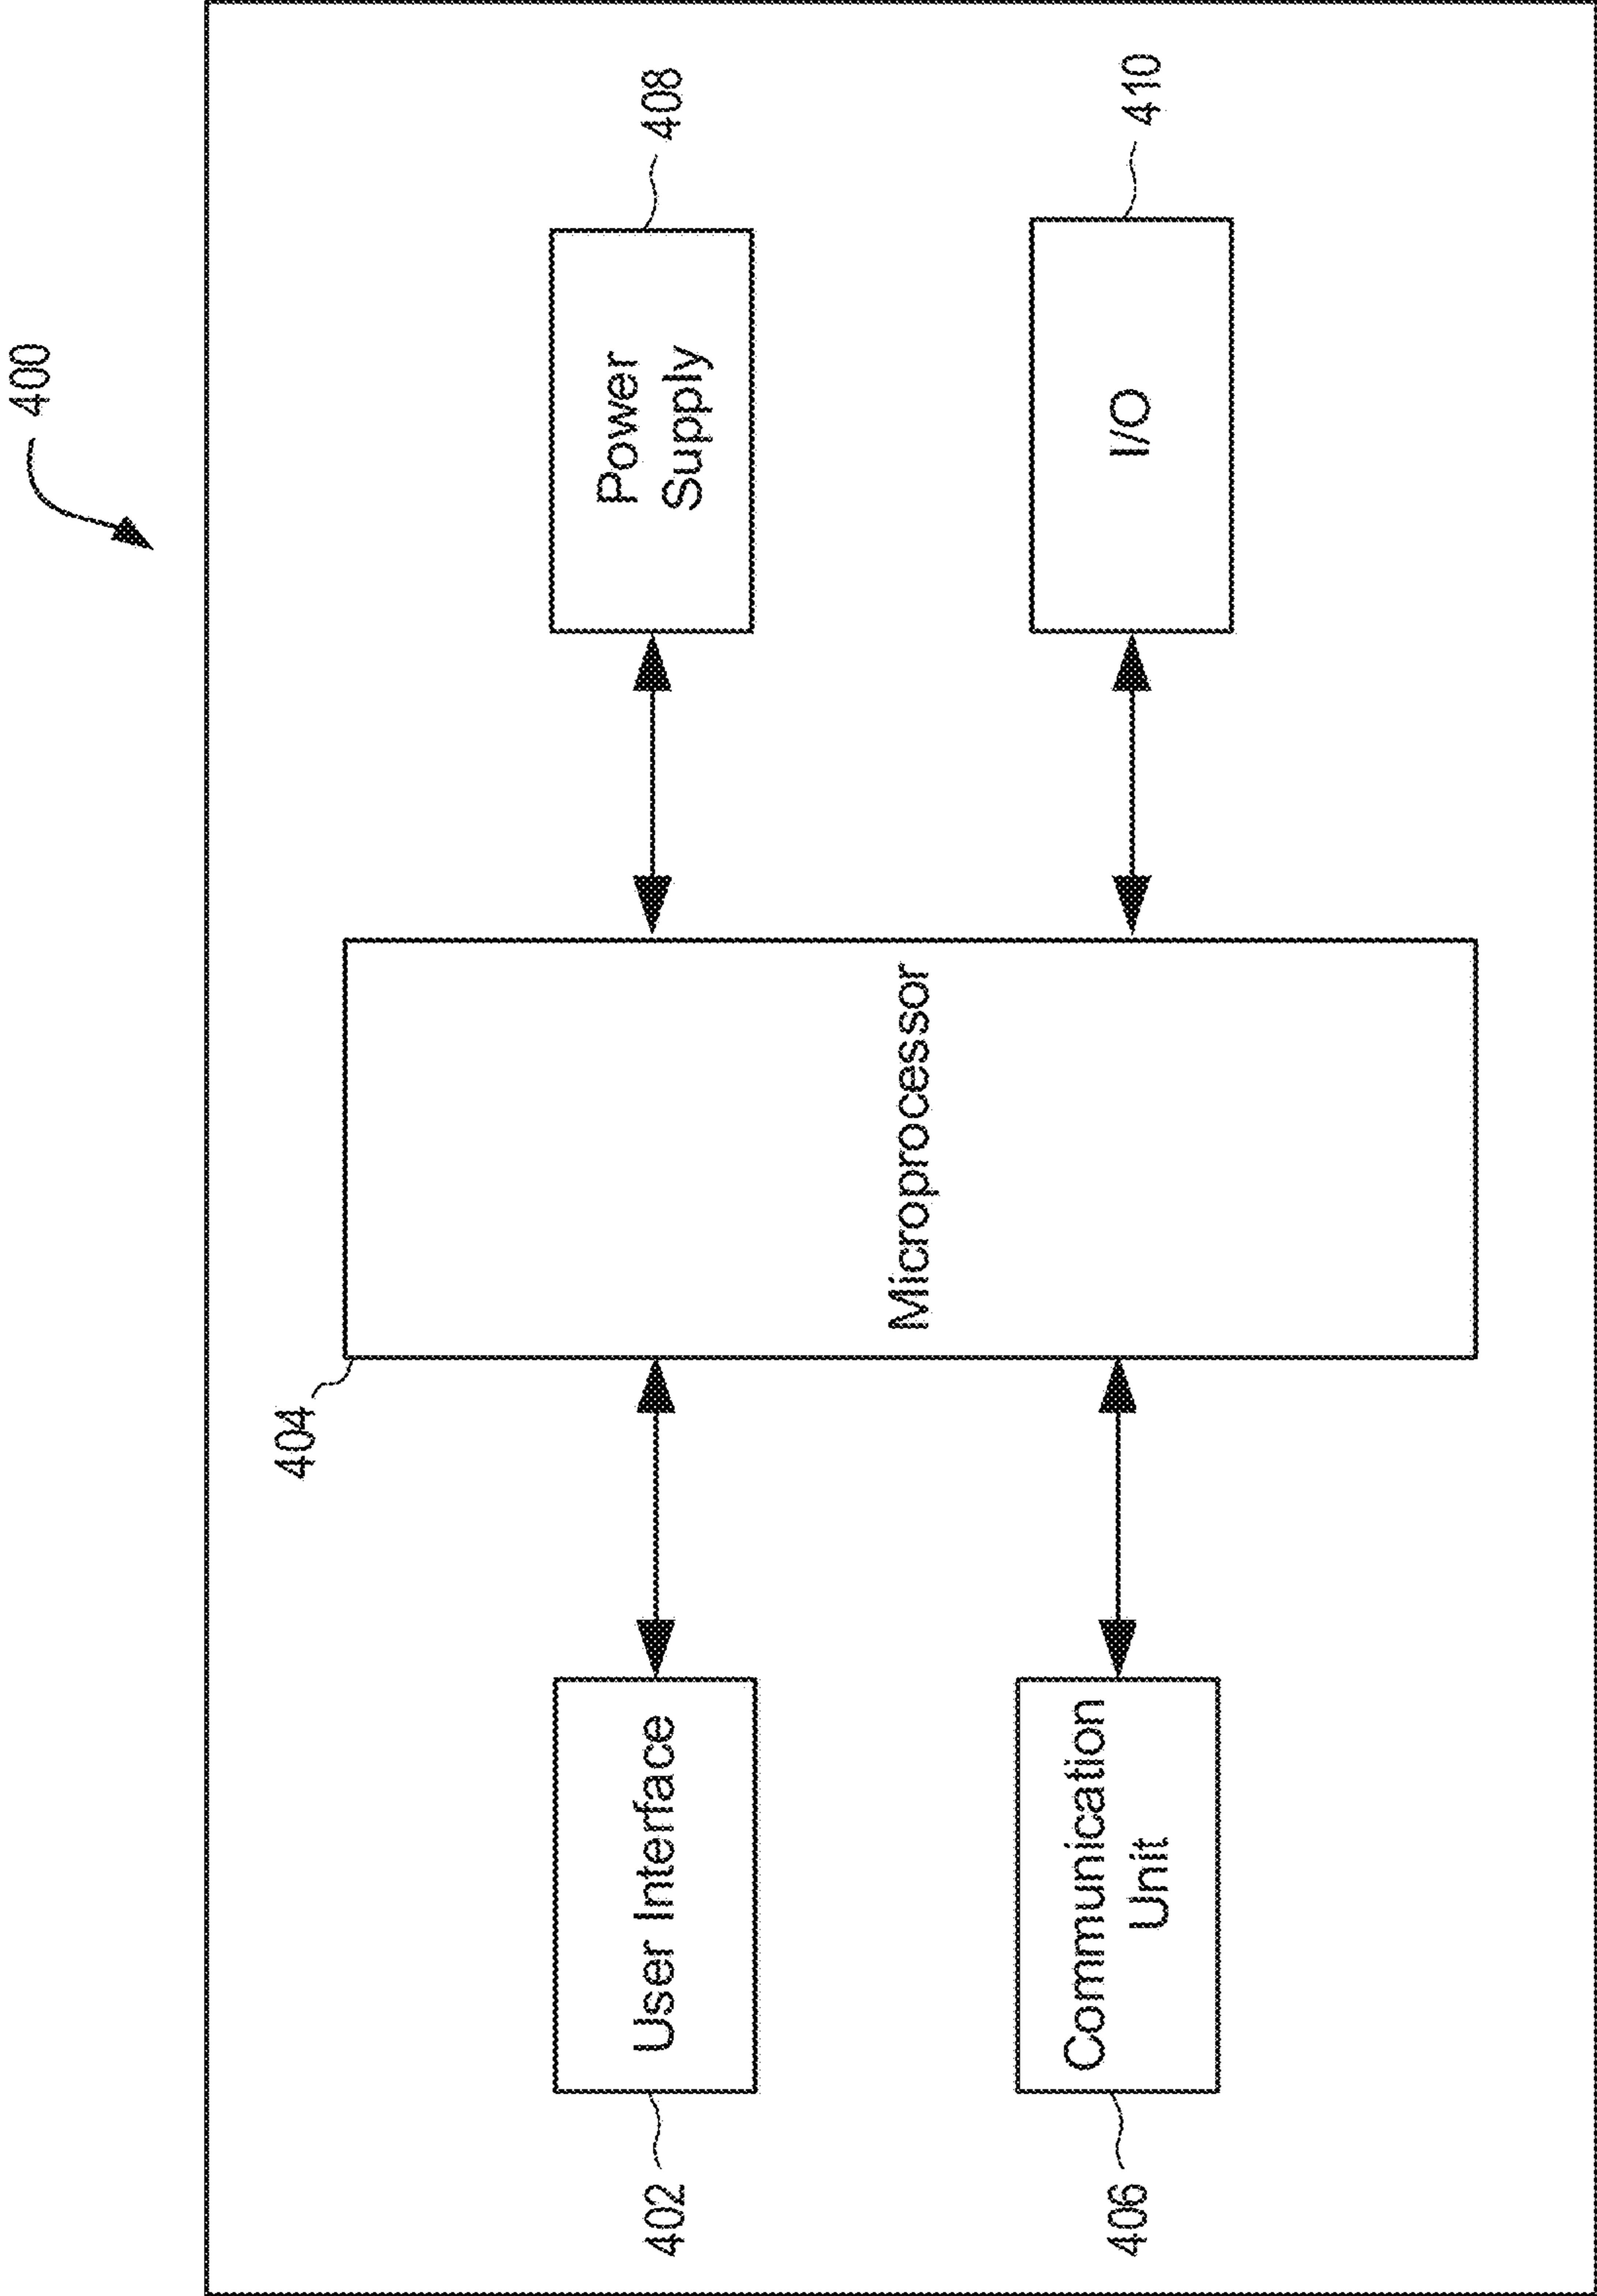 400
404
402
User Interface
Microprocessor
Power
Supply
408
406
Communication
Unit
I/O
410